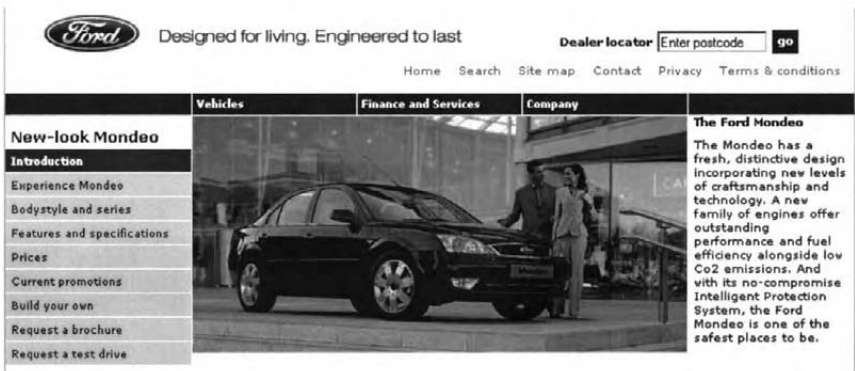 Ford
Designed for living. Engineered to last
Dealer locator Enter postcode go
Home Search Site map Contact Privacy Terms & conditions
Vehicles Finance and Services Company
New-look Mondeo
Introduction
Experience Mondeo
Bodystyle and series
Features and specifications
Prices
Current promotions
Build your own
Request a brochure
Request a test drive
CA
Mondeo
The Ford Mondeo
The Mondeo has a
fresh, distinctive design
incorporating new levels
of craftsmanship and
technology. A new
family of engines offer
outstanding
performance and fuel
efficiency alongside low
Co2 emissions. And
with its no-compromise
Intelligent Protection
System, the Ford
Mondeo is one of the
safest places to be.